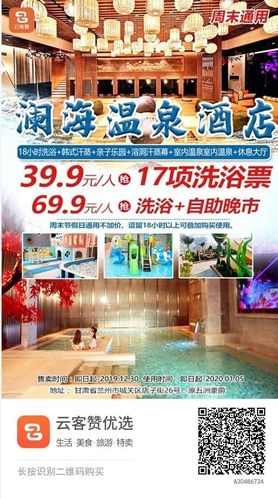 云客赞
周末通用
澜海温泉酒店
18小时洗浴+韩式汗蒸+亲子乐园+溶洞汗蒸幕+室内温泉室内恒温+休息大厅
39.9元/人 抢 17项洗浴票
69.9元/人 抢 洗浴+自助晚市
周末节假日通用不加价，逗留18小时以上可叠加购买使用。
售卖时间：即日起-2019.12.30 使用时间：即日起-2020.01.05
地址： 甘肃省兰州市城关区店子街26号，原五洲豪爵
云客赞优选
生活 美食 旅游 特卖
长按识别二维码购买
A30486734